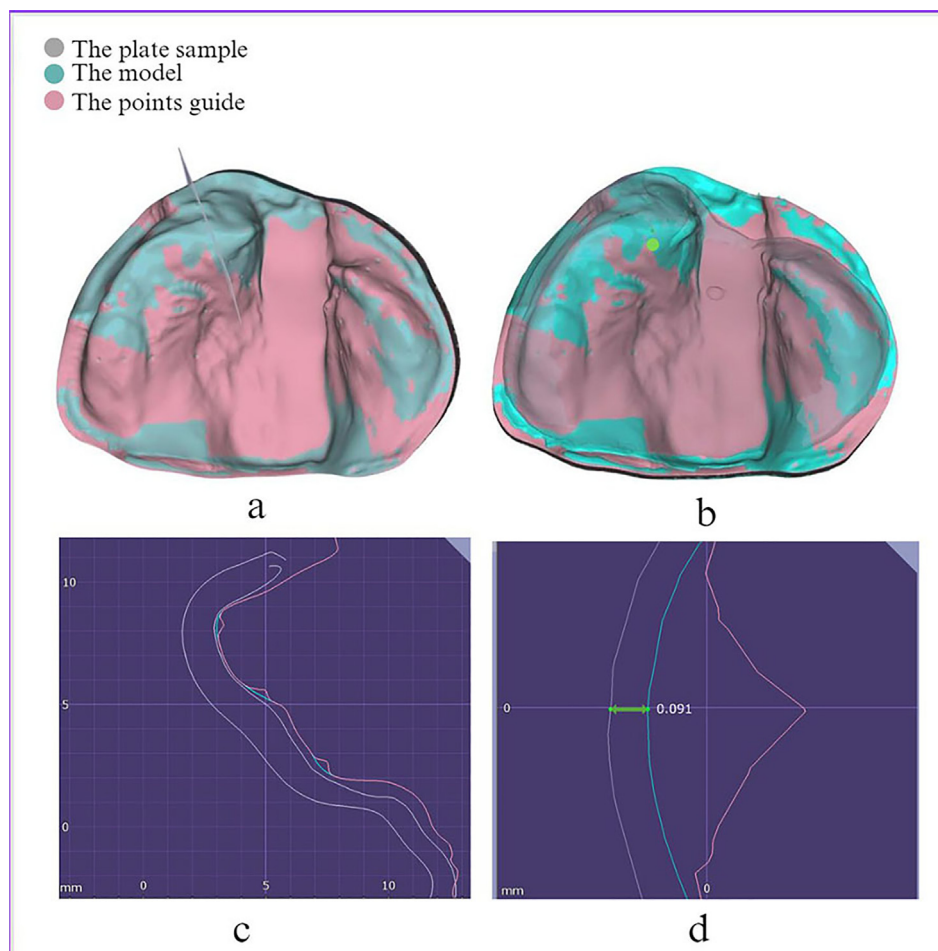 The plate sample
The model
The points guide
a
b
10
5
0
mm
0
5
10
0
0.091
mm
0
c
d